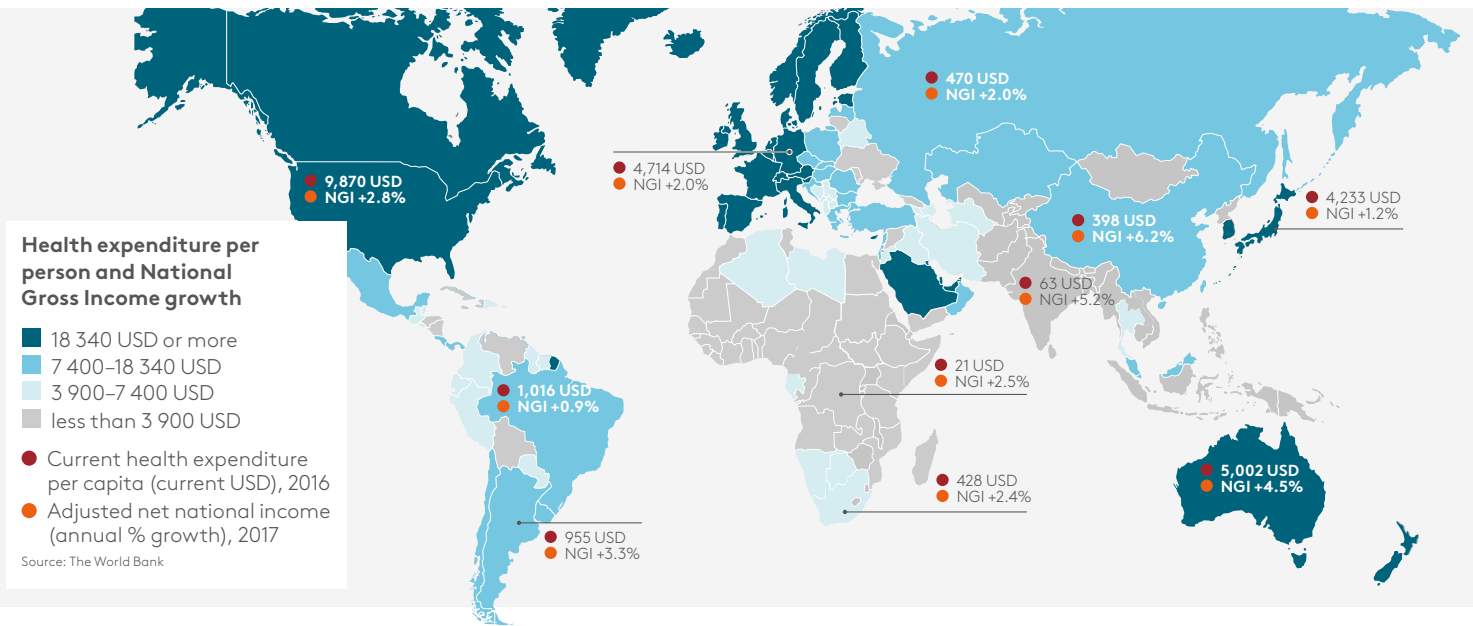 470 USD
NGI +2.0%
4,714 USD
NGI +2.0%
9,870 USD
NGI +2.8%
4,233 USD
NGI +1.2%
398 USD
NGI +6.2%
63 USD
NGI +5.2%
Health expenditure per
person and National
Gross Income growth
18 340 USD or more
7 400–18 340 USD
3 900–7 400 USD
less than 3 900 USD
Current health expenditure
per capita (current USD), 2016
Adjusted net national income
(annual % growth), 2017
Source: The World Bank
21 USD
NGI +2.5%
1,016 USD
NGI +0.9%
428 USD
NGI +2.4%
5,002 USD
NGI +4.5%
955 USD
NGI +3.3%